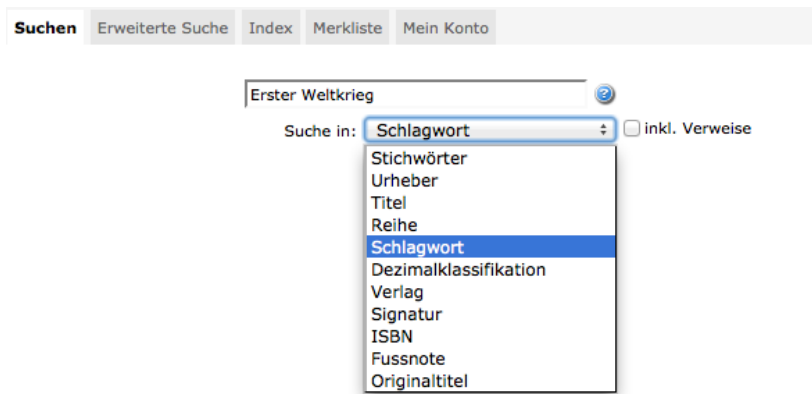 Suchen Erweiterte Suche Index Merkliste Mein Konto
Erster Weltkrieg
Suche in: Schlagwort inkl. Verweise
Stichwörter
Urheber
Titel
Reihe
Schlagwort
Dezimalklassifikation
Verlag
Signatur
ISBN
Fussnote
Originaltitel